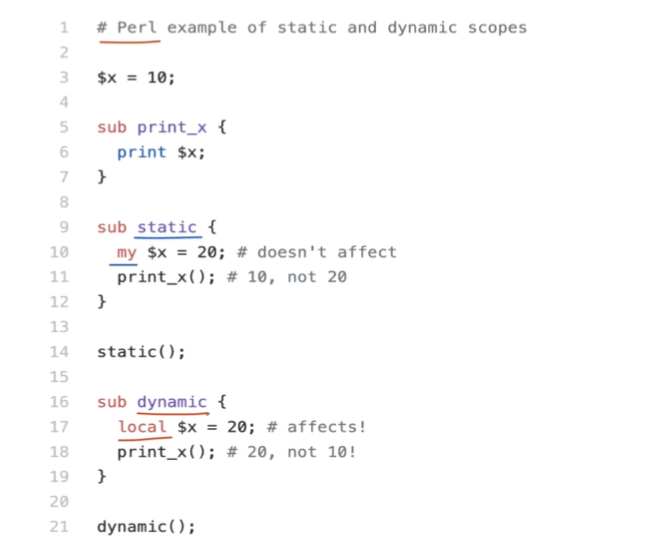 1 # Perl example of static and dynamic scopes
2
3 $x = 10;
4
5 sub print_x {
6   print $x;
7 }
8
9 sub static {
10   my $x = 20; # doesn't affect
11   print_x(); # 10, not 20
12 }
13
14 static();
15
16 sub dynamic {
17   local $x = 20; # affects!
18   print_x(); # 20, not 10!
19 }
20
21 dynamic();